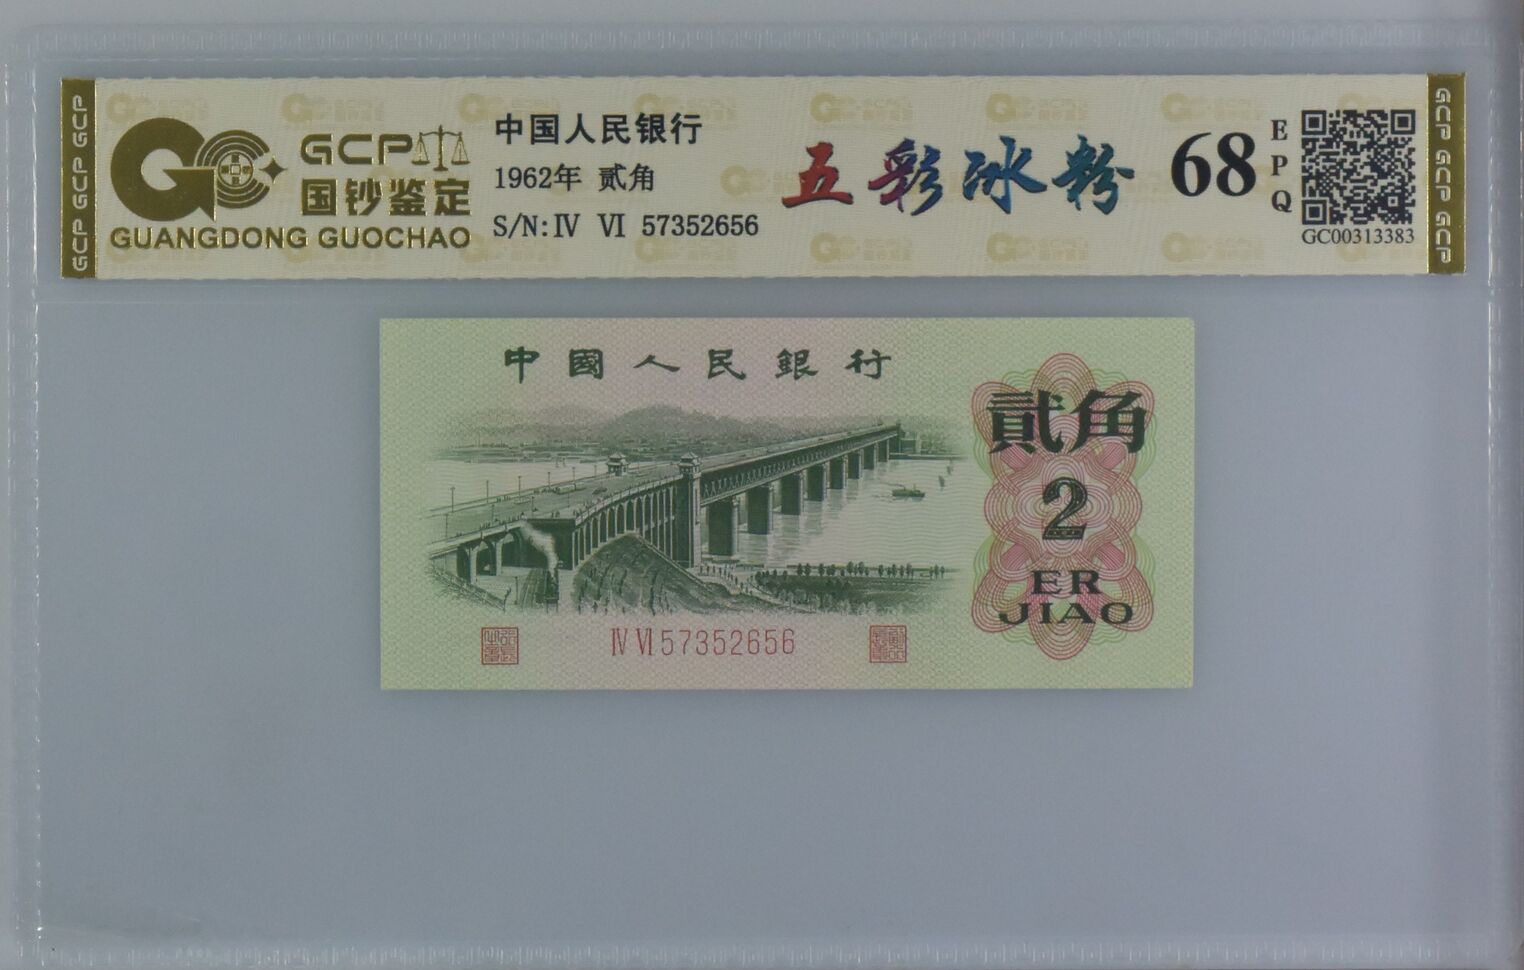 GCP GCP GCP
GCP
国钞鉴定
GUANGDONG GUOCHAO
中国人民银行
1962年 贰角
S/N: Ⅳ Ⅵ 57352656
五彩冰粉
68
EPQ
GC00313383
GCP GCP GCP
中國人民銀行
貳角
2
ER
JIAO
Ⅳ Ⅵ 57352656